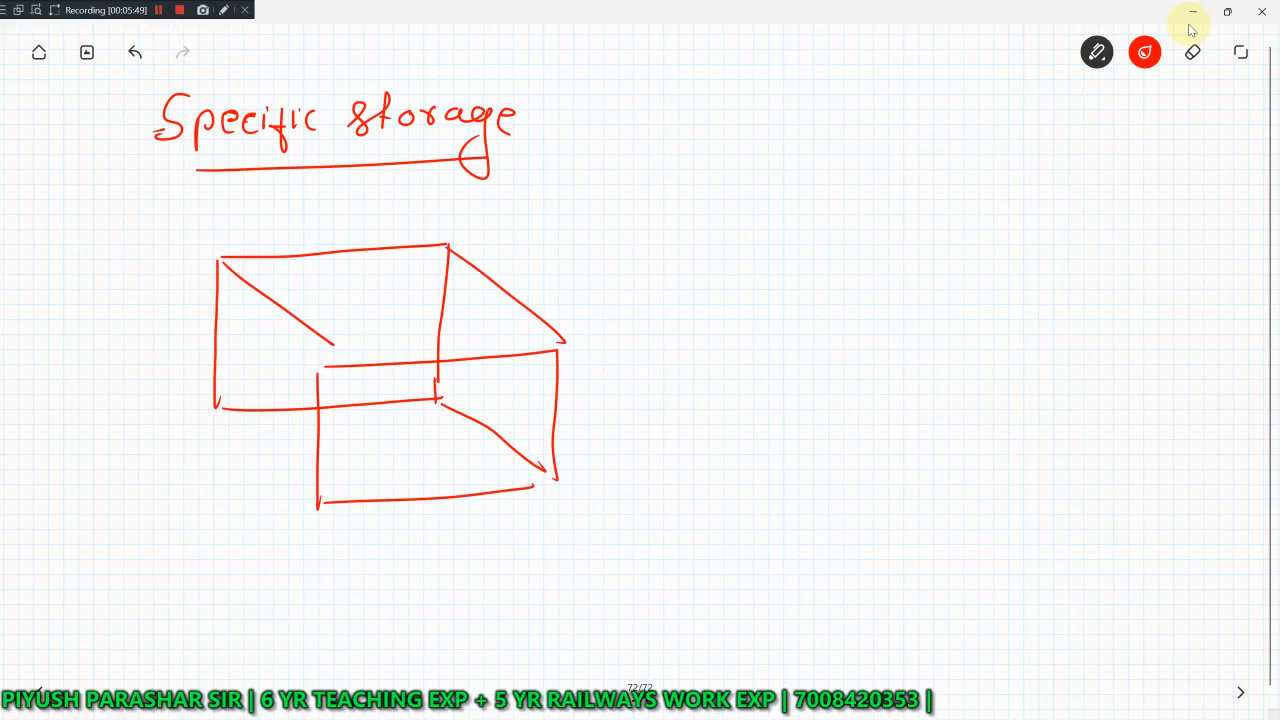 Recording [00:05:49]
Specific storage
72/72
PIYUSH PARASHAR SIR | 6 YR TEACHING EXP + 5 YR RAILWAYS WORK EXP | 7008420353 |